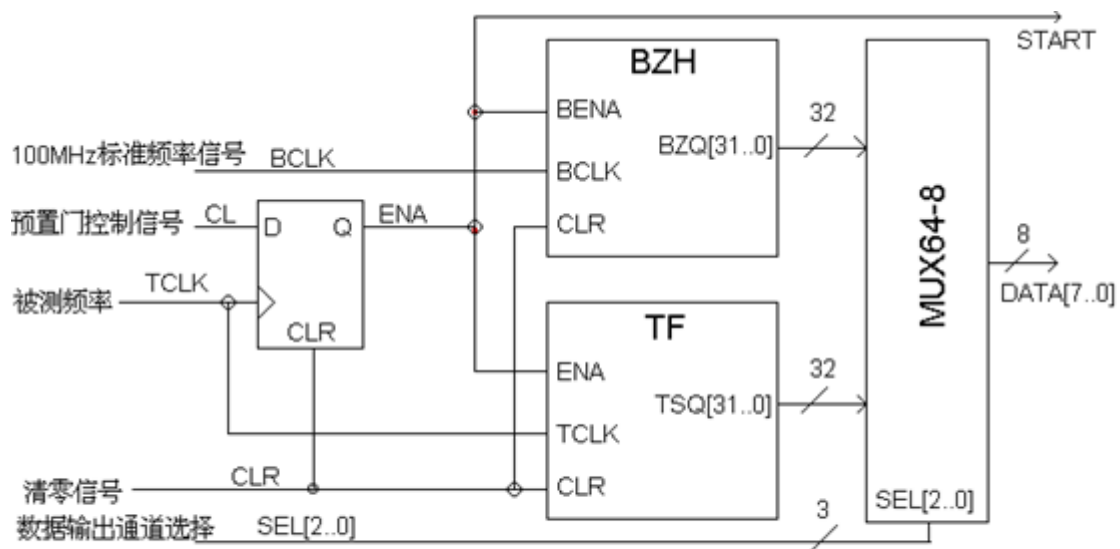 START
BZH
BENA
32
BZQ[31..0]
100MHz标准频率信号
BCLK
BCLK
预置门控制信号
CL
D
Q
ENA
CLR
MUX64-8
8
DATA[7..0]
TCLK
被测频率
CLR
TF
ENA
32
TSQ[31..0]
TCLK
CLR
清零信号
CLR
SEL[2..0]
数据输出通道选择
SEL[2..0]
3